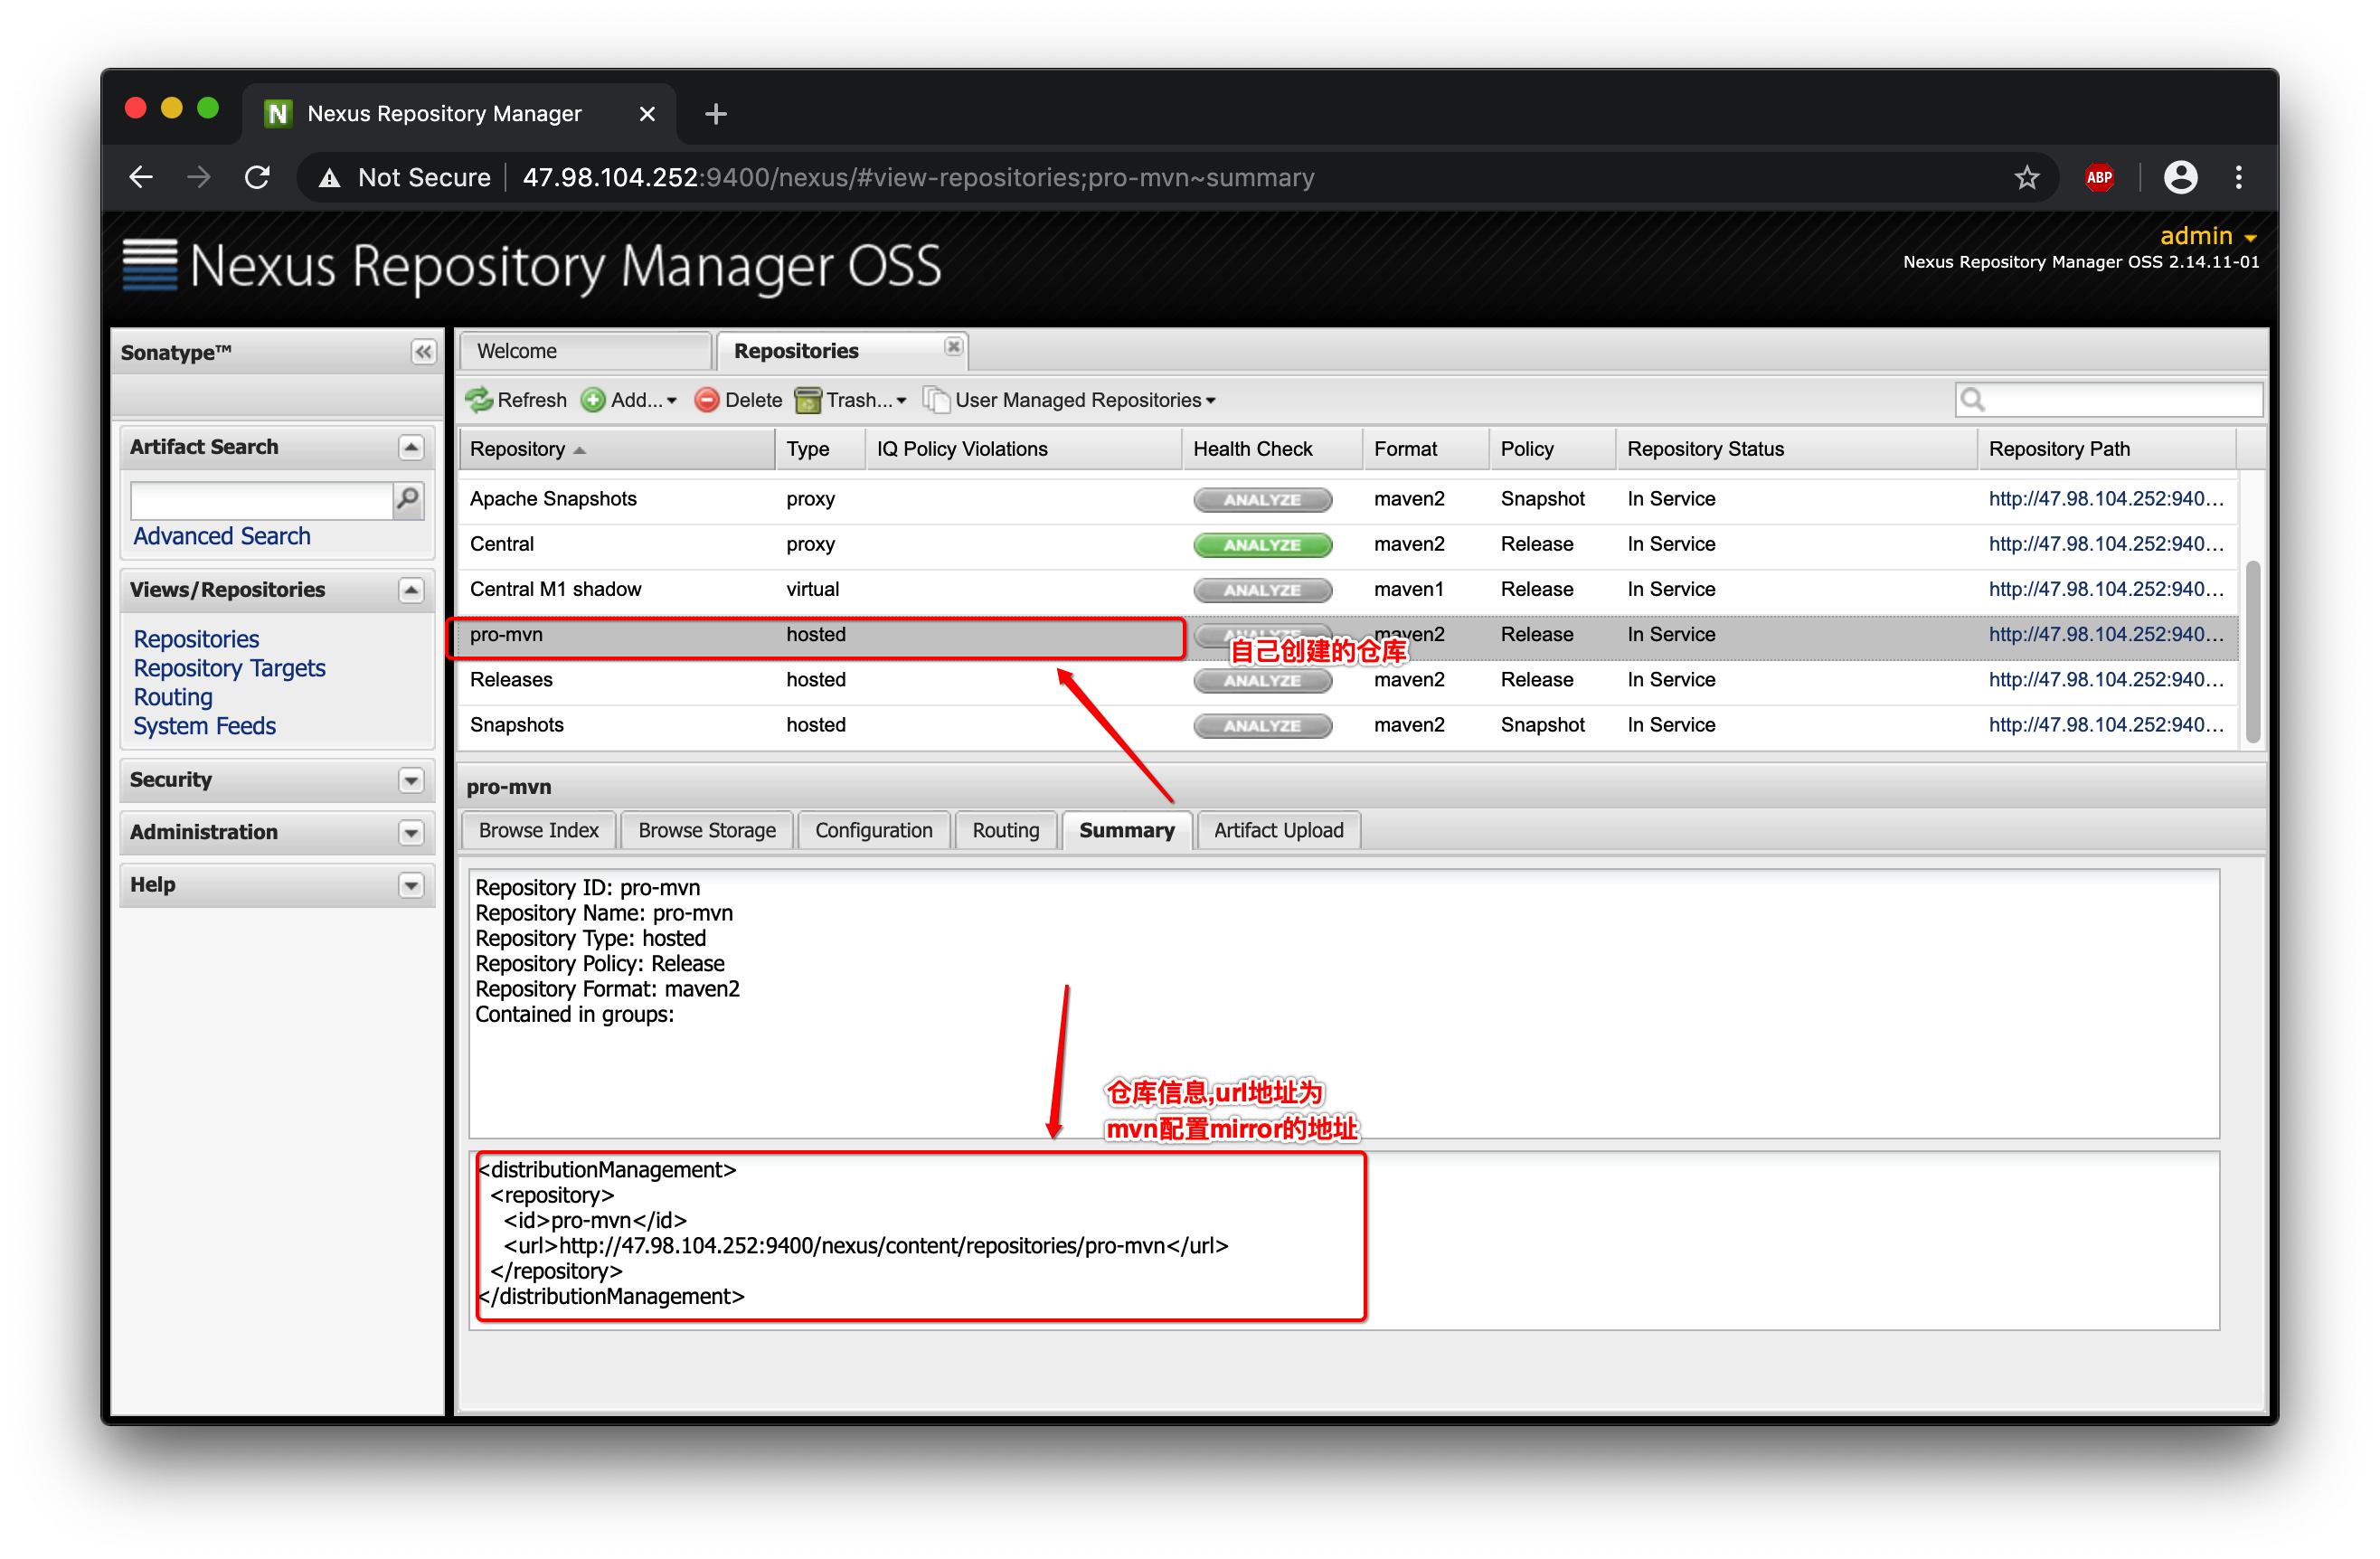 Nexus Repository Manager
Not Secure 47.98.104.252:9400/nexus/#view-repositories;pro-mvn~summary
ABP
Nexus Repository Manager OSS
admin
Nexus Repository Manager OSS 2.14.11-01
Sonatype™
Welcome
Repositories
Refresh Add... Delete Trash... User Managed Repositories
Artifact Search
Advanced Search
Views/Repositories
Repositories
Repository Targets
Routing
System Feeds
Security
Administration
Help
Repository Type IQ Policy Violations Health Check Format Policy Repository Status Repository Path
Apache Snapshots proxy ANALYZE maven2 Snapshot In Service http://47.98.104.252:940...
Central proxy ANALYZE maven2 Release In Service http://47.98.104.252:940...
Central M1 shadow virtual ANALYZE maven1 Release In Service http://47.98.104.252:940...
pro-mvn hosted ANALYZE maven2 Release In Service http://47.98.104.252:940...
自己创建的仓库
Releases hosted ANALYZE maven2 Release In Service http://47.98.104.252:940...
Snapshots hosted ANALYZE maven2 Snapshot In Service http://47.98.104.252:940...
pro-mvn
Browse Index Browse Storage Configuration Routing Summary Artifact Upload
Repository ID: pro-mvn
Repository Name: pro-mvn
Repository Type: hosted
Repository Policy: Release
Repository Format: maven2
Contained in groups:
仓库信息,url地址为
mvn配置mirror的地址
<distributionManagement>
<repository>
<id>pro-mvn</id>
<url>http://47.98.104.252:9400/nexus/content/repositories/pro-mvn</url>
</repository>
</distributionManagement>